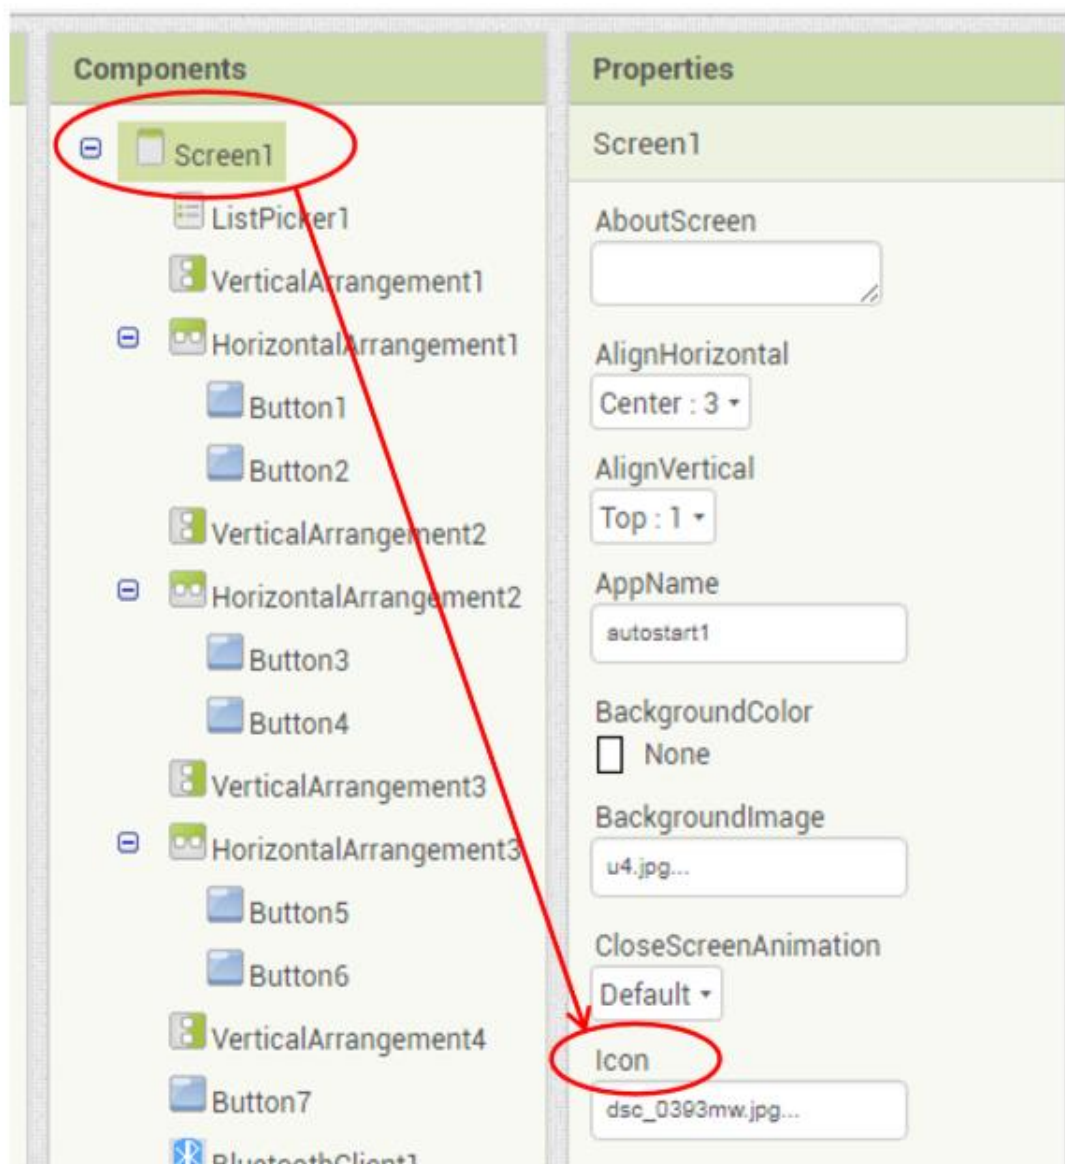 Components
Screen1
ListPicker1
VerticalArrangement1
HorizontalArrangement1
Button1
Button2
VerticalArrangement2
HorizontalArrangement2
Button3
Button4
VerticalArrangement3
HorizontalArrangement3
Button5
Button6
VerticalArrangement4
Button7
BluetoothClient1
Properties
Screen1
AboutScreen
AlignHorizontal
Center : 3
AlignVertical
Top : 1
AppName
autostart1
BackgroundColor
None
BackgroundImage
u4.jpg...
CloseScreenAnimation
Default
Icon
dsc_0393mw.jpg...